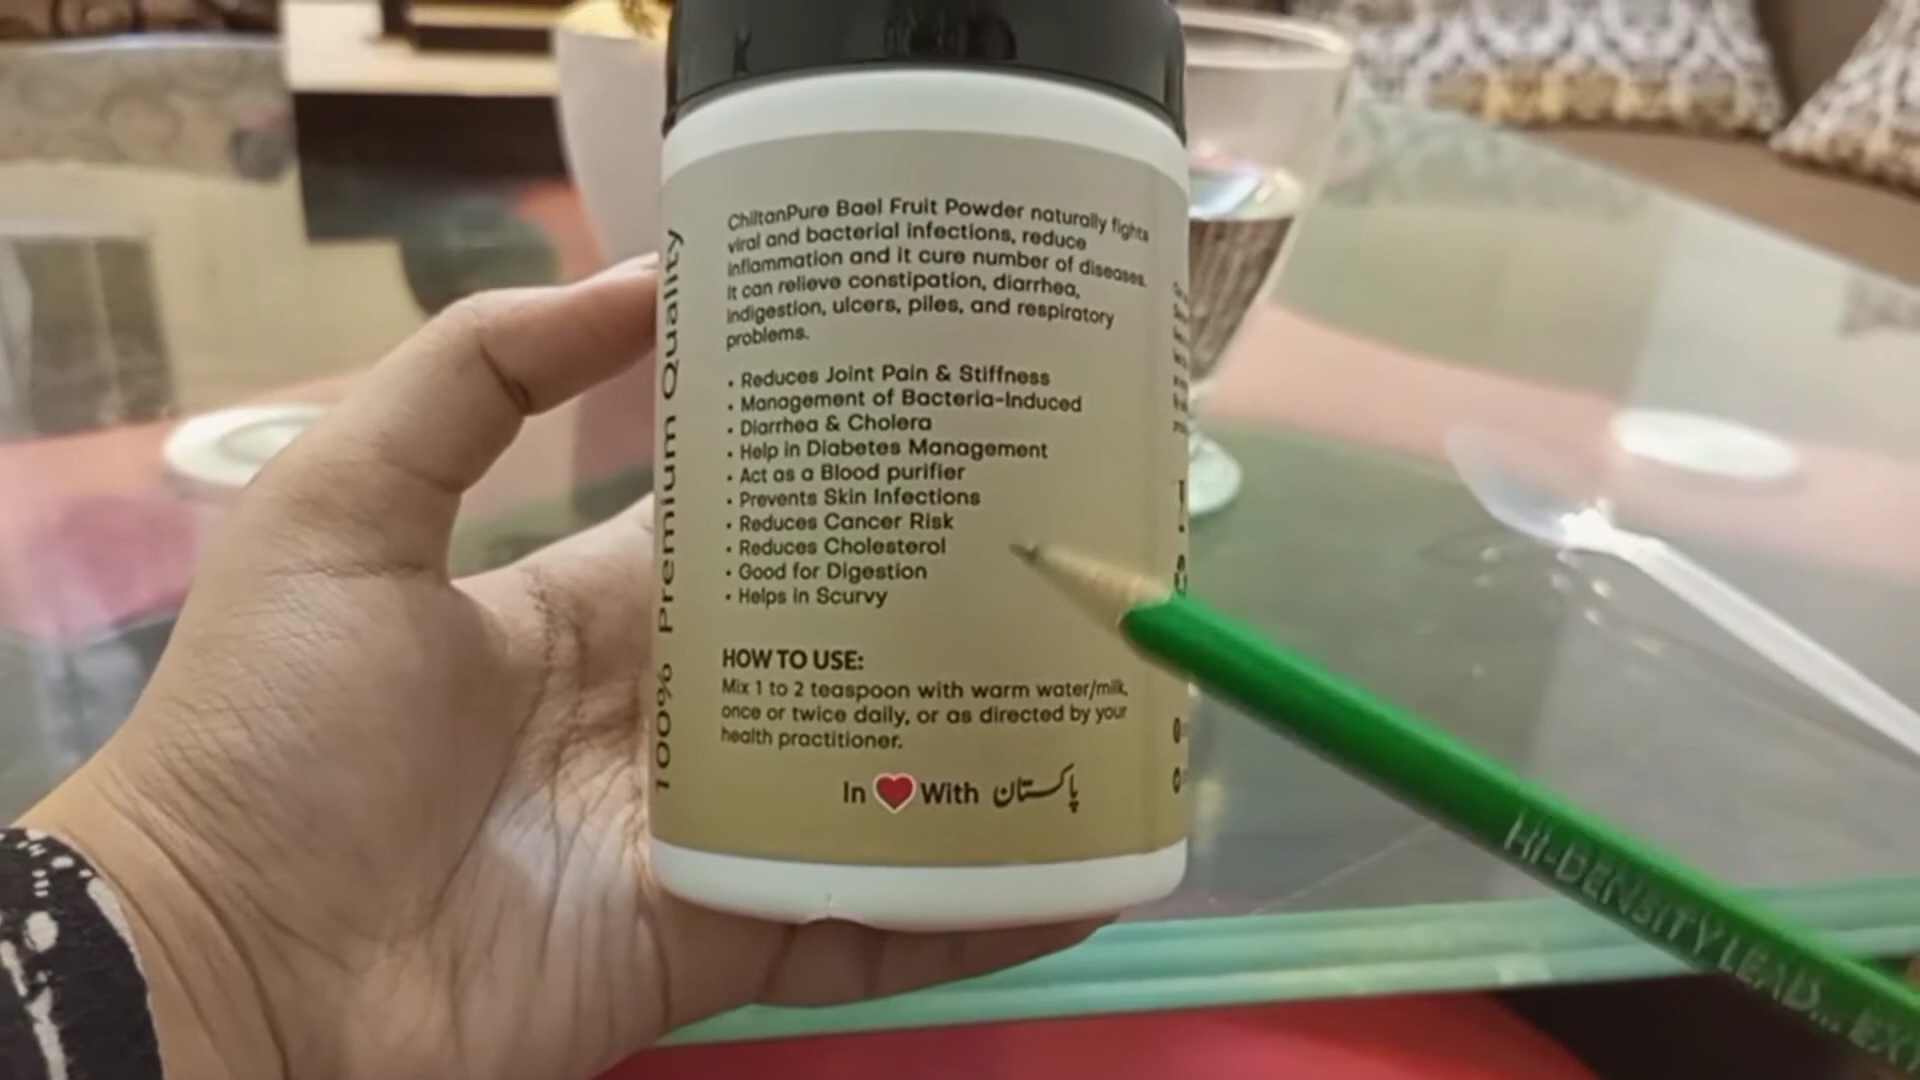 ChiltanPure Bael Fruit Powder naturally fights
viral and bacterial infections, reduce
inflammation and it cure number of diseases.
It can relieve constipation, diarrhea,
indigestion, ulcers, piles, and respiratory
problems.
• Reduces Joint Pain & Stiffness
• Management of Bacteria-Induced
• Diarrhea & Cholera
• Help in Diabetes Management
• Act as a Blood purifier
• Prevents Skin Infections
• Reduces Cancer Risk
• Reduces Cholesterol
• Good for Digestion
• Helps in Scurvy
HOW TO USE:
Mix 1 to 2 teaspoon with warm water/milk,
once or twice daily, or as directed by your
health practitioner.
In ❤ With پاکستان
100% Premium Quality
HI-DENSITY LEAD...